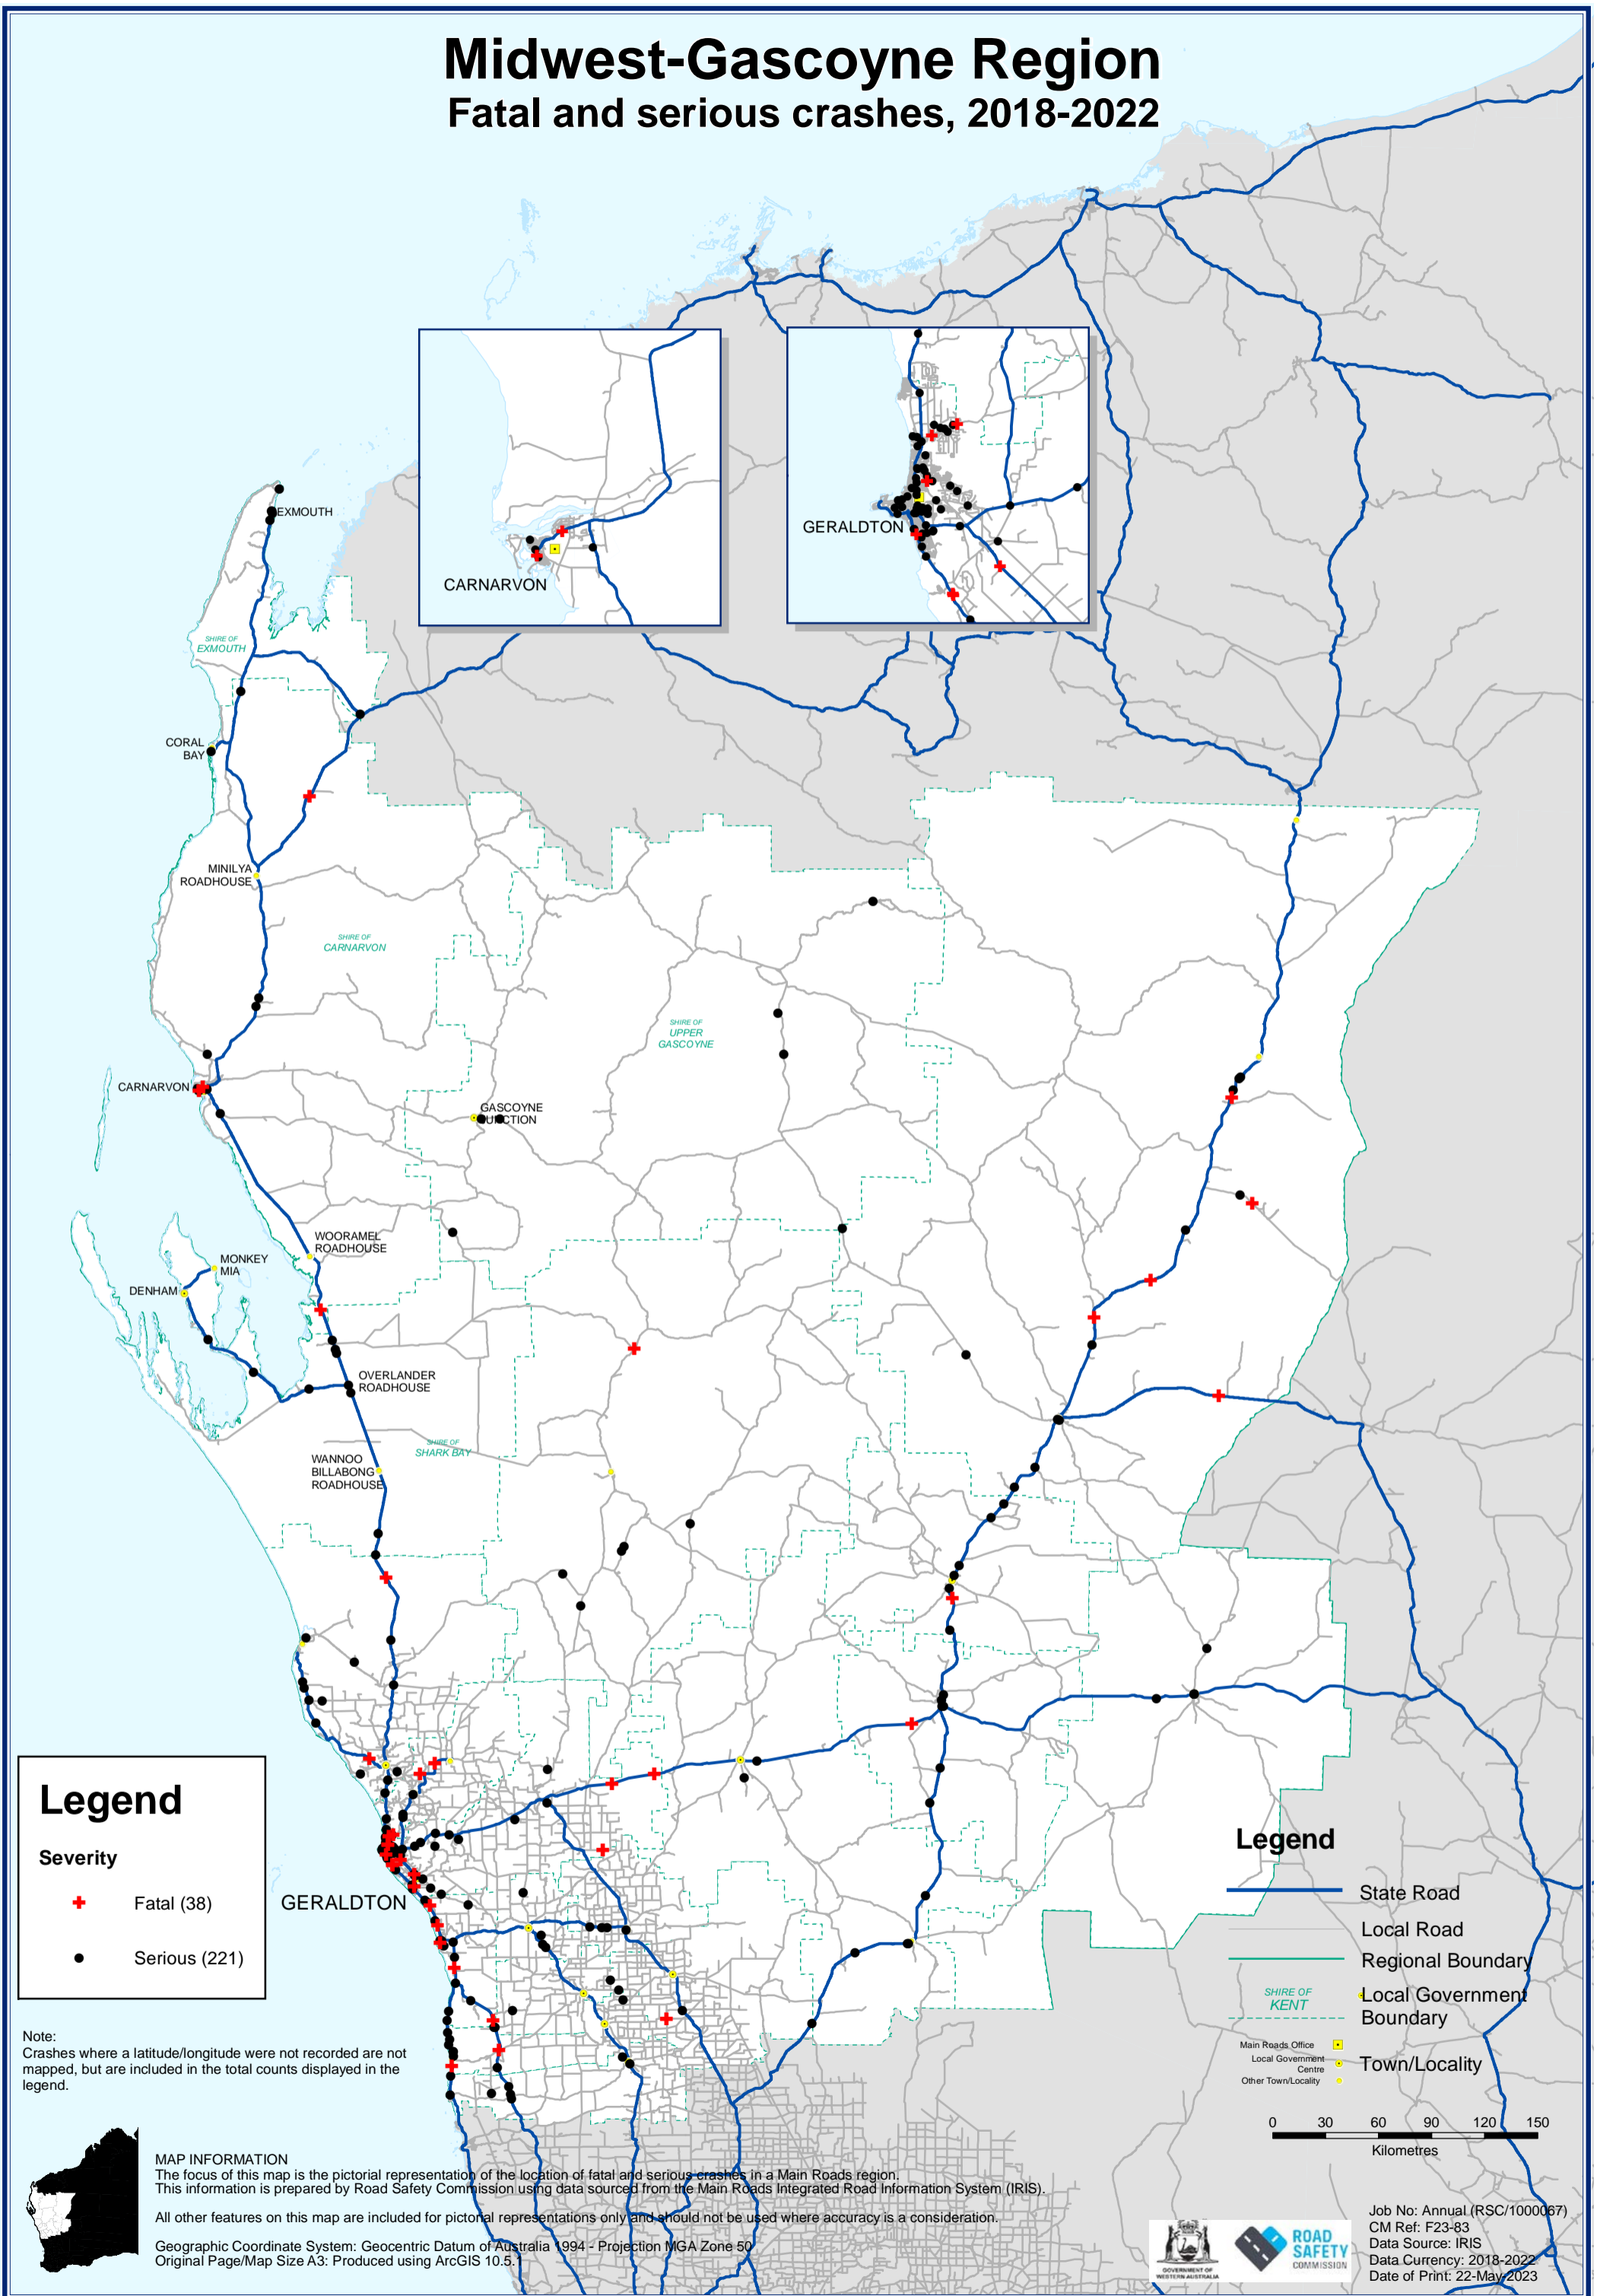 Midwest-Gascoyne Region
Fatal and serious crashes, 2018-2022
CARNARVON
GERALDTON
EXMOUTH
SHIRE OF
EXMOUTH
CORAL
BAY
MINILYA
ROADHOUSE
SHIRE OF
CARNARVON
SHIRE OF
UPPER
GASCOYNE
CARNARVON
GASCOYNE
JUNCTION
WOORAMEL
ROADHOUSE
MONKEY
MIA
DENHAM
OVERLANDER
ROADHOUSE
SHIRE OF
SHARK BAY
WANNOO
BILLABONG
ROADHOUSE
GERALDTON
Legend
Severity
Fatal (38)
Serious (221)
Legend
State Road
Local Road
Regional Boundary
SHIRE OF
KENT
Local Government
Boundary
Main Roads Office
Local Government
Centre
Other Town/Locality
Town/Locality
0 30 60 90 120 150
Kilometres
Note:
Crashes where a latitude/longitude were not recorded are not
mapped, but are included in the total counts displayed in the
legend.
MAP INFORMATION
The focus of this map is the pictorial representation of the location of fatal and serious crashes in a Main Roads region.
This information is prepared by Road Safety Commission using data sourced from the Main Roads Integrated Road Information System (IRIS).
All other features on this map are included for pictorial representations only and should not be used where accuracy is a consideration.
Geographic Coordinate System: Geocentric Datum of Australia 1994 - Projection MGA Zone 50
Original Page/Map Size A3: Produced using ArcGIS 10.5.1
GOVERNMENT OF
WESTERN AUSTRALIA
ROAD
SAFETY
COMMISSION
Job No: Annual (RSC/1000067)
CM Ref: F23-83
Data Source: IRIS
Data Currency: 2018-2022
Date of Print: 22-May-2023